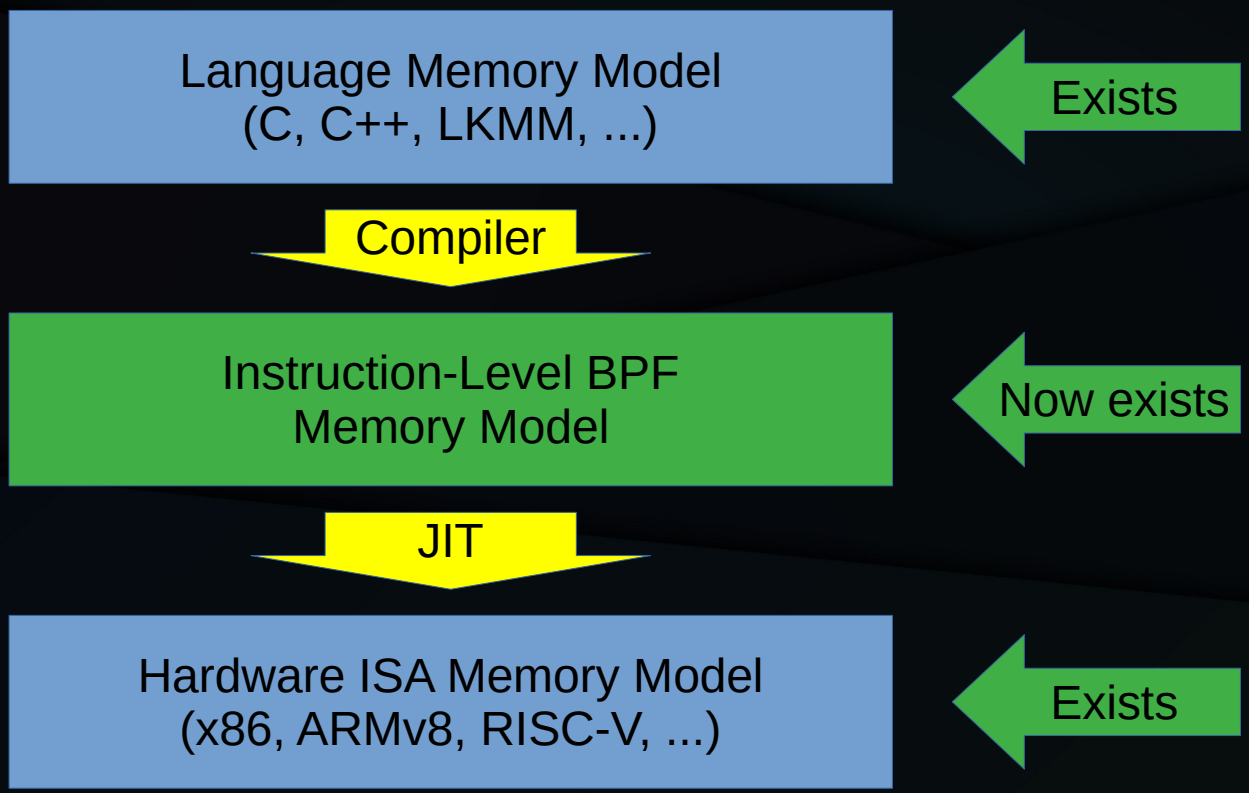 Language Memory Model
(C, C++, LKMM, ...)
Exists
Compiler
Instruction-Level BPF
Memory Model
Now exists
JIT
Hardware ISA Memory Model
(x86, ARMv8, RISC-V, ...)
Exists